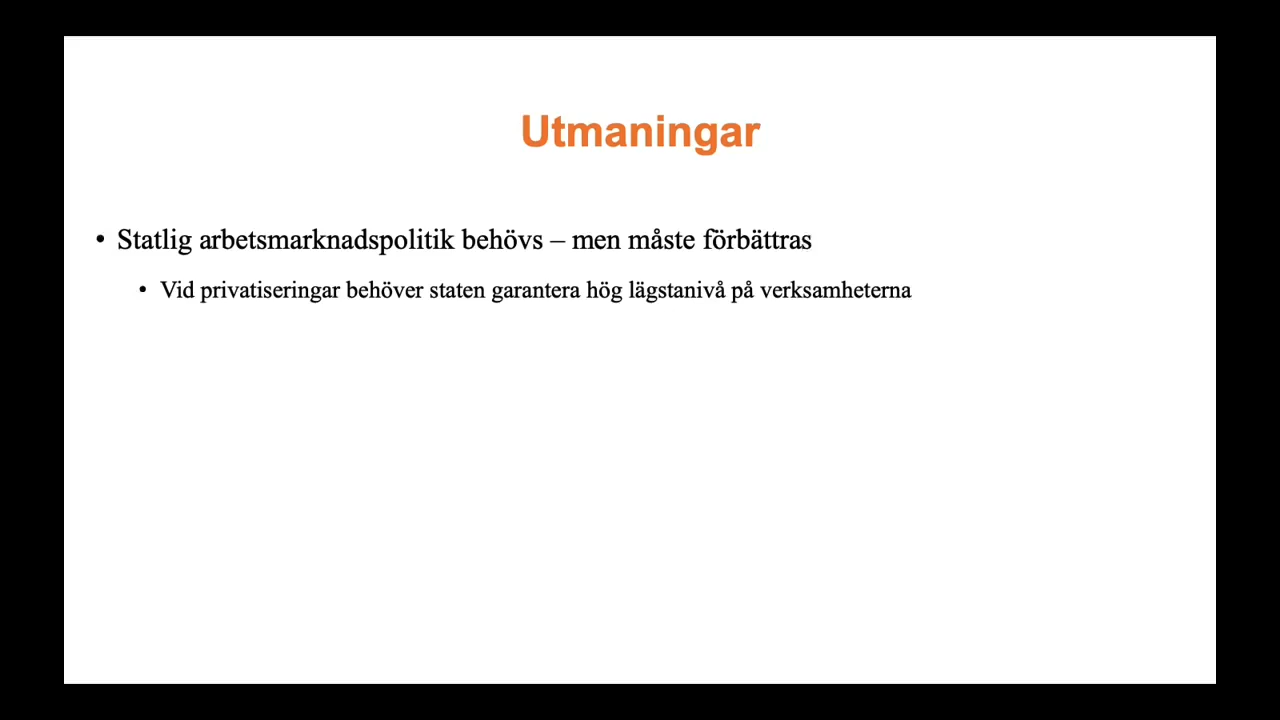 Utmaningar
• Statlig arbetsmarknadspolitik behövs – men måste förbättras
• Vid privatiseringar behöver staten garantera hög lägstanivå på verksamheterna